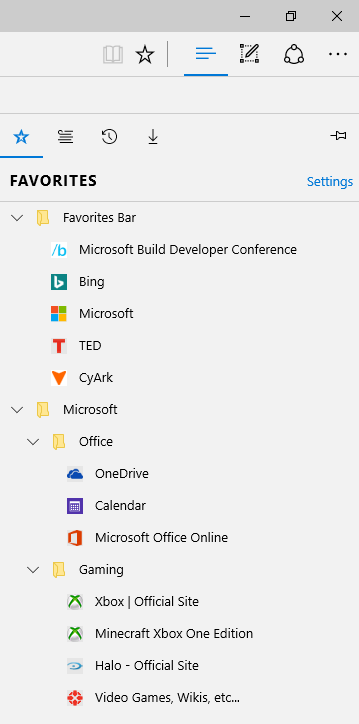 FAVORITES
Settings
Favorites Bar
/b Microsoft Build Developer Conference
Bing
Microsoft
T TED
CyArk
Microsoft
Office
OneDrive
Calendar
Microsoft Office Online
Gaming
Xbox | Official Site
Minecraft Xbox One Edition
Halo - Official Site
Video Games, Wikis, etc...